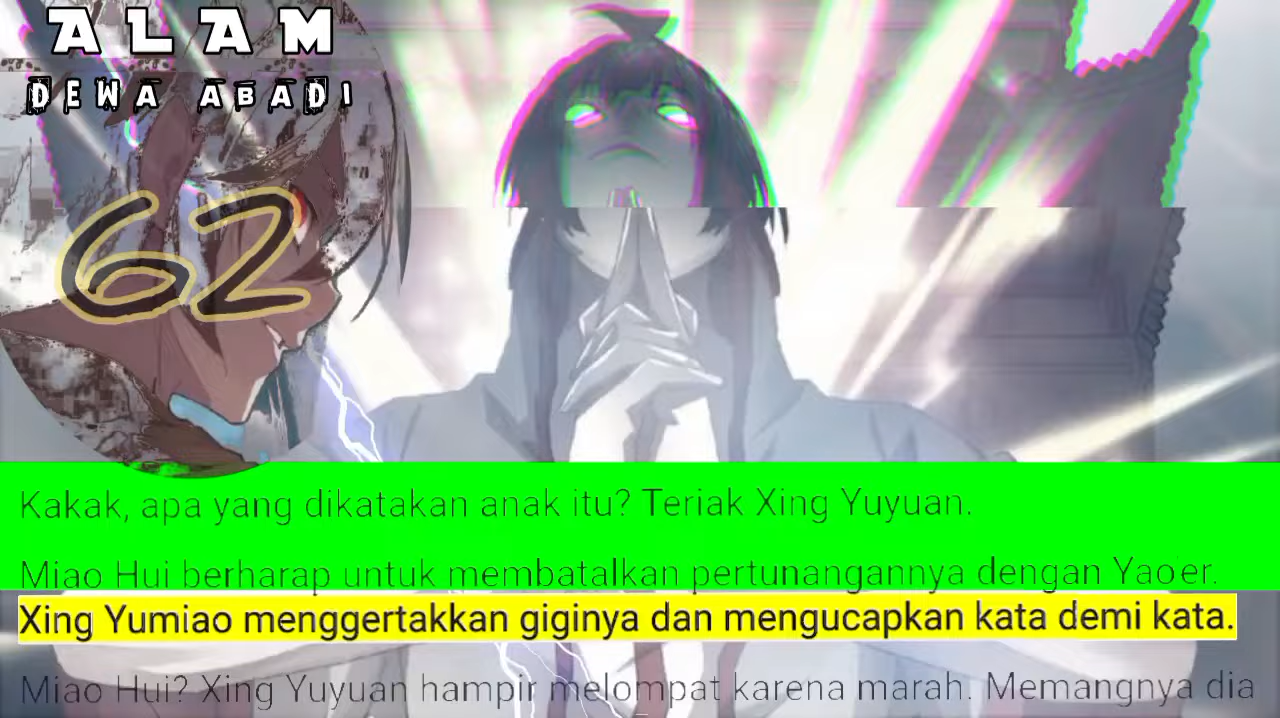 ALAM
DEWA ABADI
62
Kakak, apa yang dikatakan anak itu? Teriak Xing Yuyuan.
Miao Hui berharap untuk membatalkan pertunangannya dengan Yaoer.
Xing Yumiao menggertakkan giginya dan mengucapkan kata demi kata.
Miao Hui? Xing Yuyuan hampir melompat karena marah. Memangnya dia